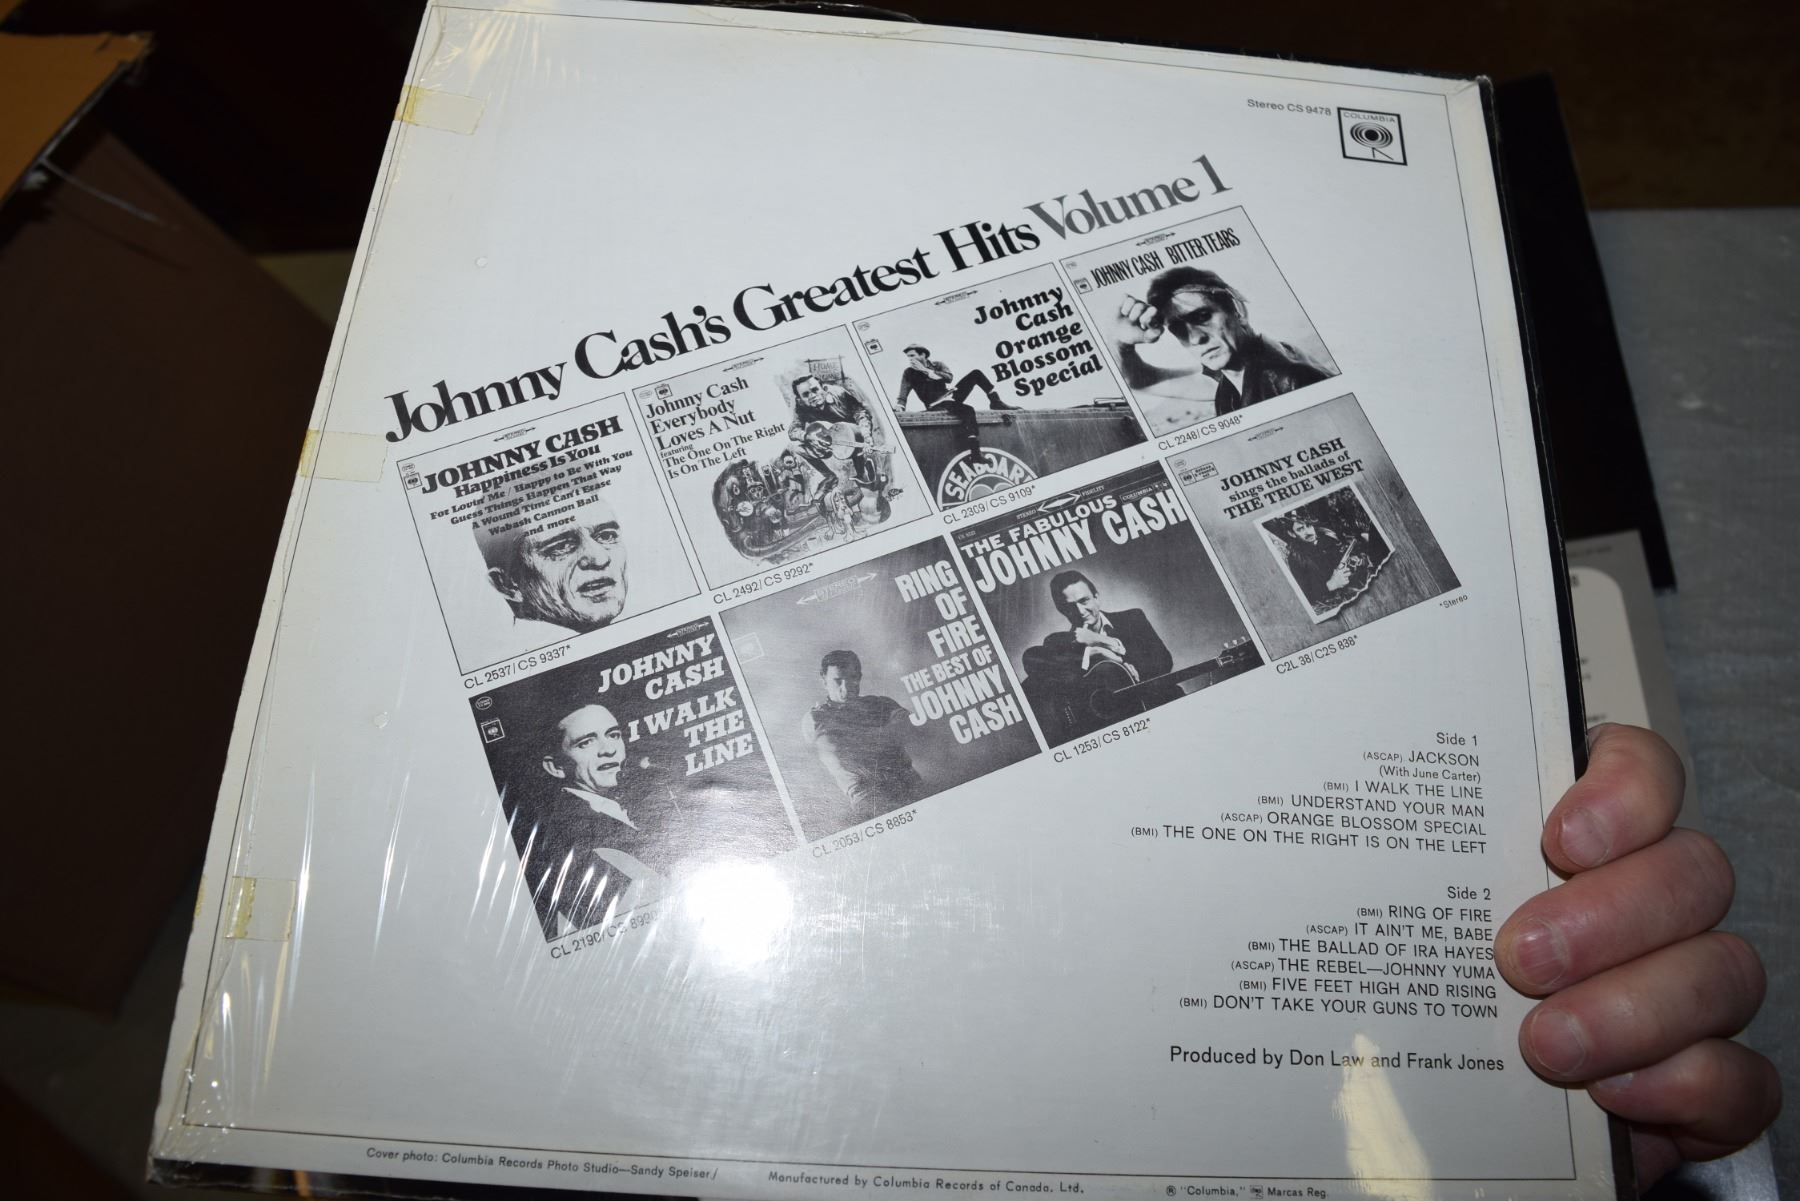 Stereo CS 9478
COLUMBIA
Johnny Cash's Greatest Hits Volume 1
JOHNNY CASH
Happiness Is You
For Lovin' Me / Happy to Be With You
Guess Things Happen That Way
A Wound Time Can't Erase
Wabash Cannon Ball
and more
CL 2537/CS 9337*
Johnny Cash
Everybody
Loves A Nut
featuring
The One On The Right
Is On The Left
CL 2492/CS 9292*
Johnny
Cash
Orange
Blossom
Special
CL 2309/CS 9109*
JOHNNY CASH BITTER TEARS
CL 2248/CS 9048*
JOHNNY
CASH
I WALK
THE
LINE
CL 2190/CS 8990
RING
OF
FIRE
THE BEST OF
JOHNNY
CASH
CL 2053/CS 8853*
STEREO FIDELITY
THE FABULOUS
JOHNNY CASH
CL 1253/CS 8122*
JOHNNY CASH
sings the ballads of
THE TRUE WEST
C2L 38/C2S 838*
*Stereo
Side 1
(ASCAP) JACKSON
(With June Carter)
(BMI) I WALK THE LINE
(BMI) UNDERSTAND YOUR MAN
(ASCAP) ORANGE BLOSSOM SPECIAL
(BMI) THE ONE ON THE RIGHT IS ON THE LEFT
Side 2
(BMI) RING OF FIRE
(ASCAP) IT AIN'T ME, BABE
(BMI) THE BALLAD OF IRA HAYES
(ASCAP) THE REBEL—JOHNNY YUMA
(BMI) FIVE FEET HIGH AND RISING
(BMI) DON'T TAKE YOUR GUNS TO TOWN
Produced by Don Law and Frank Jones
Cover photo: Columbia Records Photo Studio—Sandy Speiser / Manufactured by Columbia Records of Canada, Ltd. ® "Columbia," Marcas Reg.